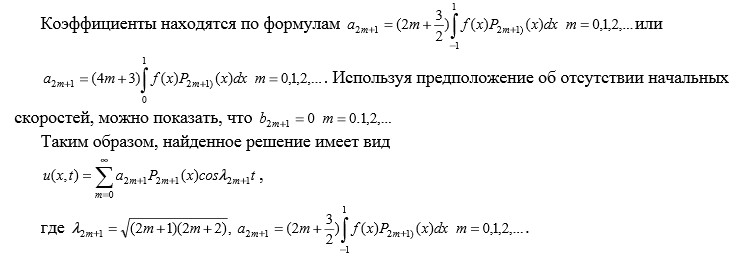 Коэффициенты находятся по формулам $a_{2m+1} = (2m + \frac{3}{2})\int_{-1}^{1} f(x)P_{2m+1)}(x)dx \;\; m = 0,1,2,...$ или
$a_{2m+1} = (4m + 3)\int_{0}^{1} f(x)P_{2m+1)}(x)dx \;\; m = 0,1,2,...$. Используя предположение об отсутствии начальных
скоростей, можно показать, что $b_{2m+1} = 0 \;\; m = 0.1,2,...$
Таким образом, найденное решение имеет вид
$u(x,t) = \sum_{m=0}^{\infty} a_{2m+1}P_{2m+1}(x)cos\lambda_{2m+1}t$ ,
где $\lambda_{2m+1} = \sqrt{(2m+1)(2m+2)}, \; a_{2m+1} = (2m + \frac{3}{2})\int_{-1}^{1} f(x)P_{2m+1)}(x)dx \;\; m = 0,1,2,...$.